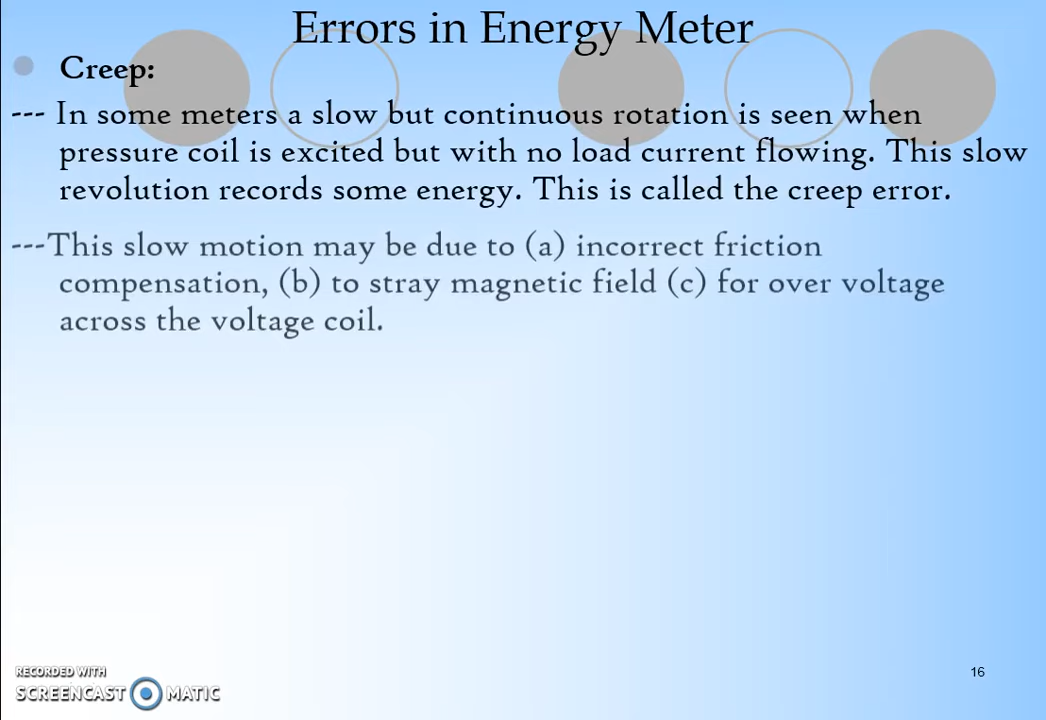 Errors in Energy Meter
Creep:
--- In some meters a slow but continuous rotation is seen when
pressure coil is excited but with no load current flowing. This slow
revolution records some energy. This is called the creep error.
---This slow motion may be due to (a) incorrect friction
compensation, (b) to stray magnetic field (c) for over voltage
across the voltage coil.
RECORDED WITH
SCREENCAST MATIC
16